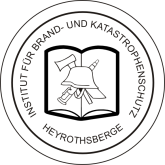 INSTITUT FÜR BRAND- UND KATASTROPHENSCHUTZ
HEYROTHSBERGE